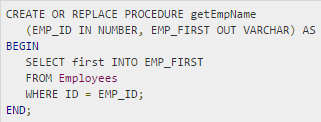 CREATE OR REPLACE PROCEDURE getEmpName
(EMP_ID IN NUMBER, EMP_FIRST OUT VARCHAR) AS
BEGIN
SELECT first INTO EMP_FIRST
FROM Employees
WHERE ID = EMP_ID;
END;